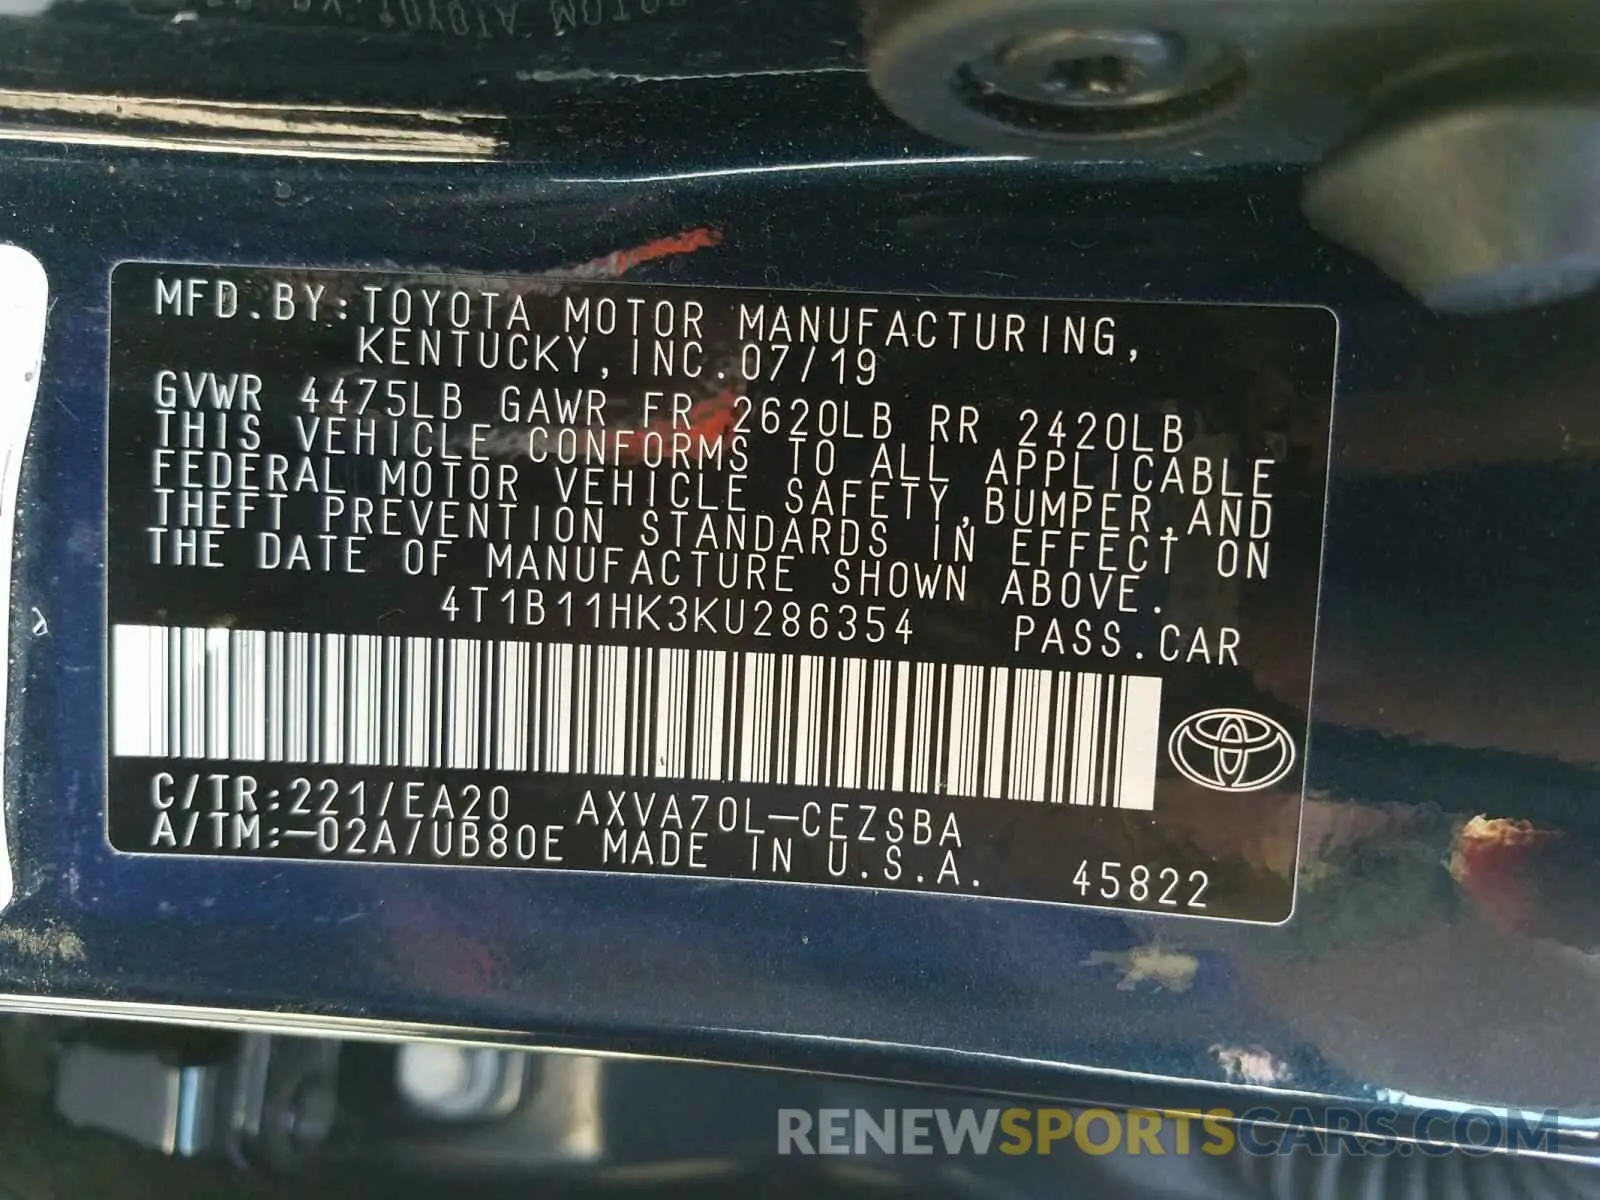 MFD.BY:TOYOTA MOTOR MANUFACTURING,
KENTUCKY,INC.07/19
GVWR 4475LB GAWR FR 2620LB RR 2420LB
THIS VEHICLE CONFORMS TO ALL APPLICABLE
FEDERAL MOTOR VEHICLE SAFETY,BUMPER,AND
THEFT PREVENTION STANDARDS IN EFFECT ON
THE DATE OF MANUFACTURE SHOWN ABOVE.
4T1B11HK3KU286354 PASS.CAR
C/TR:221/EA20 AXVA70L-CEZSBA
A/TM:-02A/UB80E MADE IN U.S.A. 45822
RENEWSPORTSCARS.COM